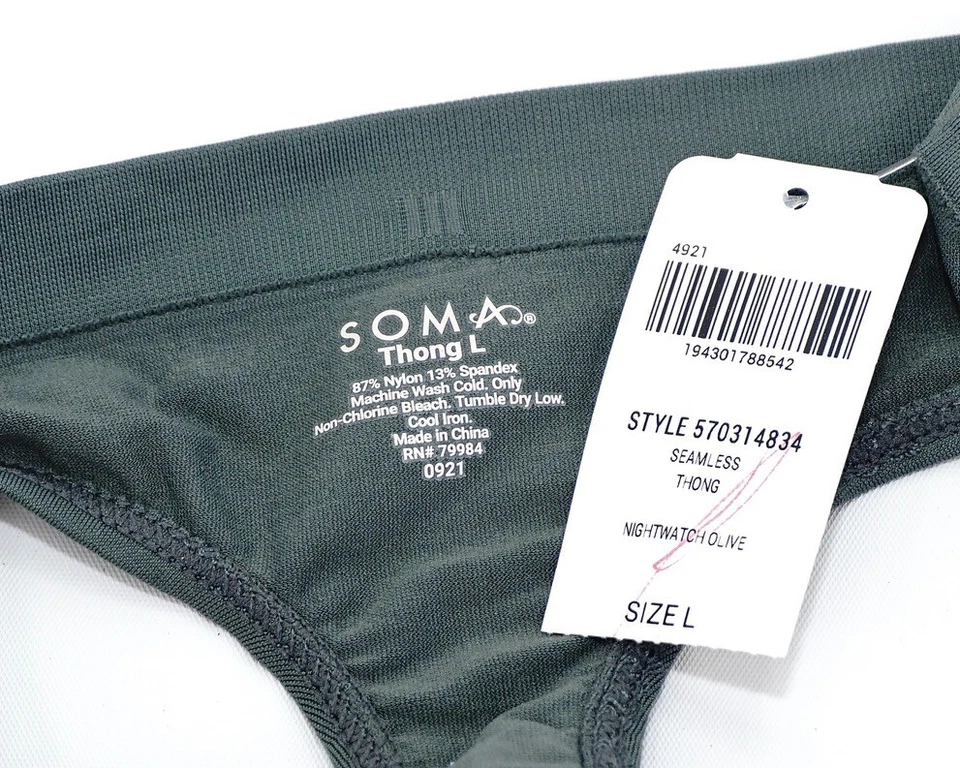 SOMA®
Thong L
87% Nylon 13% Spandex
Machine Wash Cold. Only
Non-Chlorine Bleach. Tumble Dry Low.
Cool Iron.
Made in China
RN# 79984
0921
4921
194301788542
STYLE 570314834
SEAMLESS
THONG
NIGHTWATCH OLIVE
SIZE L